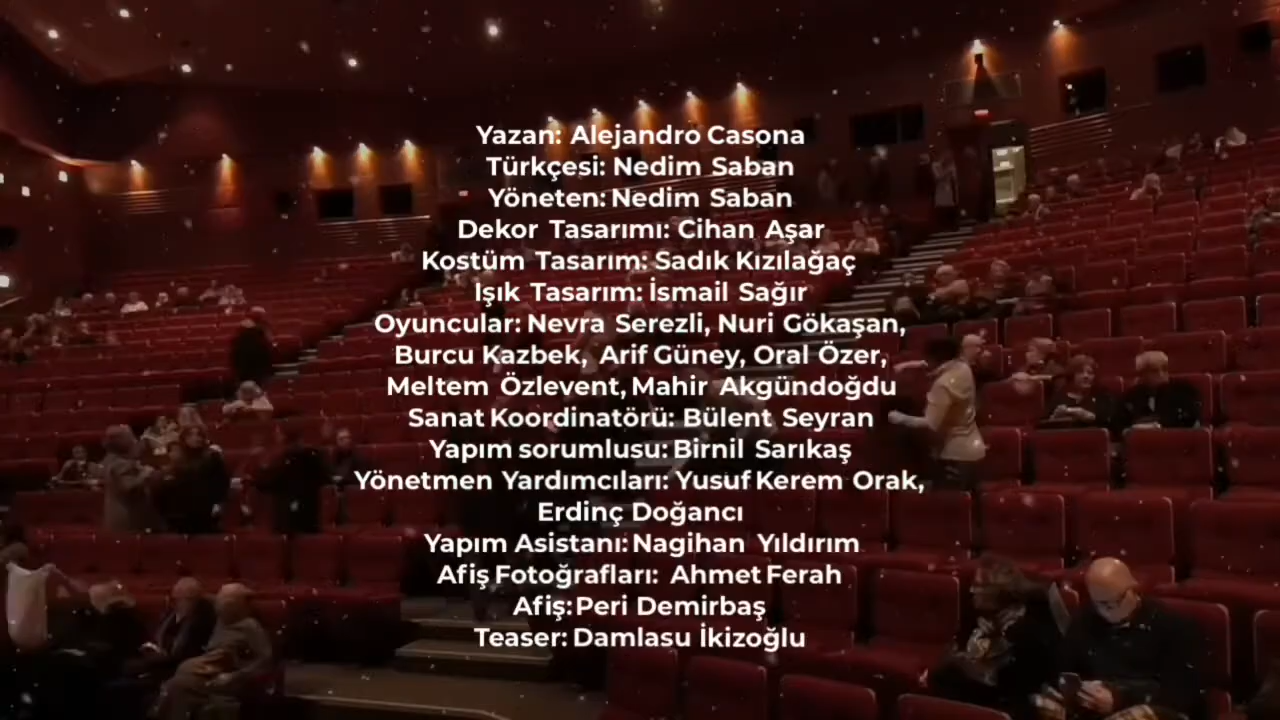 Yazan: Alejandro Casona
Türkçesi: Nedim Saban
Yöneten: Nedim Saban
Dekor Tasarımı: Cihan Aşar
Kostüm Tasarım: Sadık Kızılağaç
Işık Tasarım: İsmail Sağır
Oyuncular: Nevra Serezli, Nuri Gökaşan,
Burcu Kazbek, Arif Güney, Oral Özer,
Meltem Özlevent, Mahir Akgündoğdu
Sanat Koordinatörü: Bülent Seyran
Yapım sorumlusu: Birnil Sarıkaş
Yönetmen Yardımcıları: Yusuf Kerem Orak,
Erdinç Doğancı
Yapım Asistanı: Nagihan Yıldırım
Afiş Fotoğrafları: Ahmet Ferah
Afiş: Peri Demirbaş
Teaser: Damlasu İkizoğlu